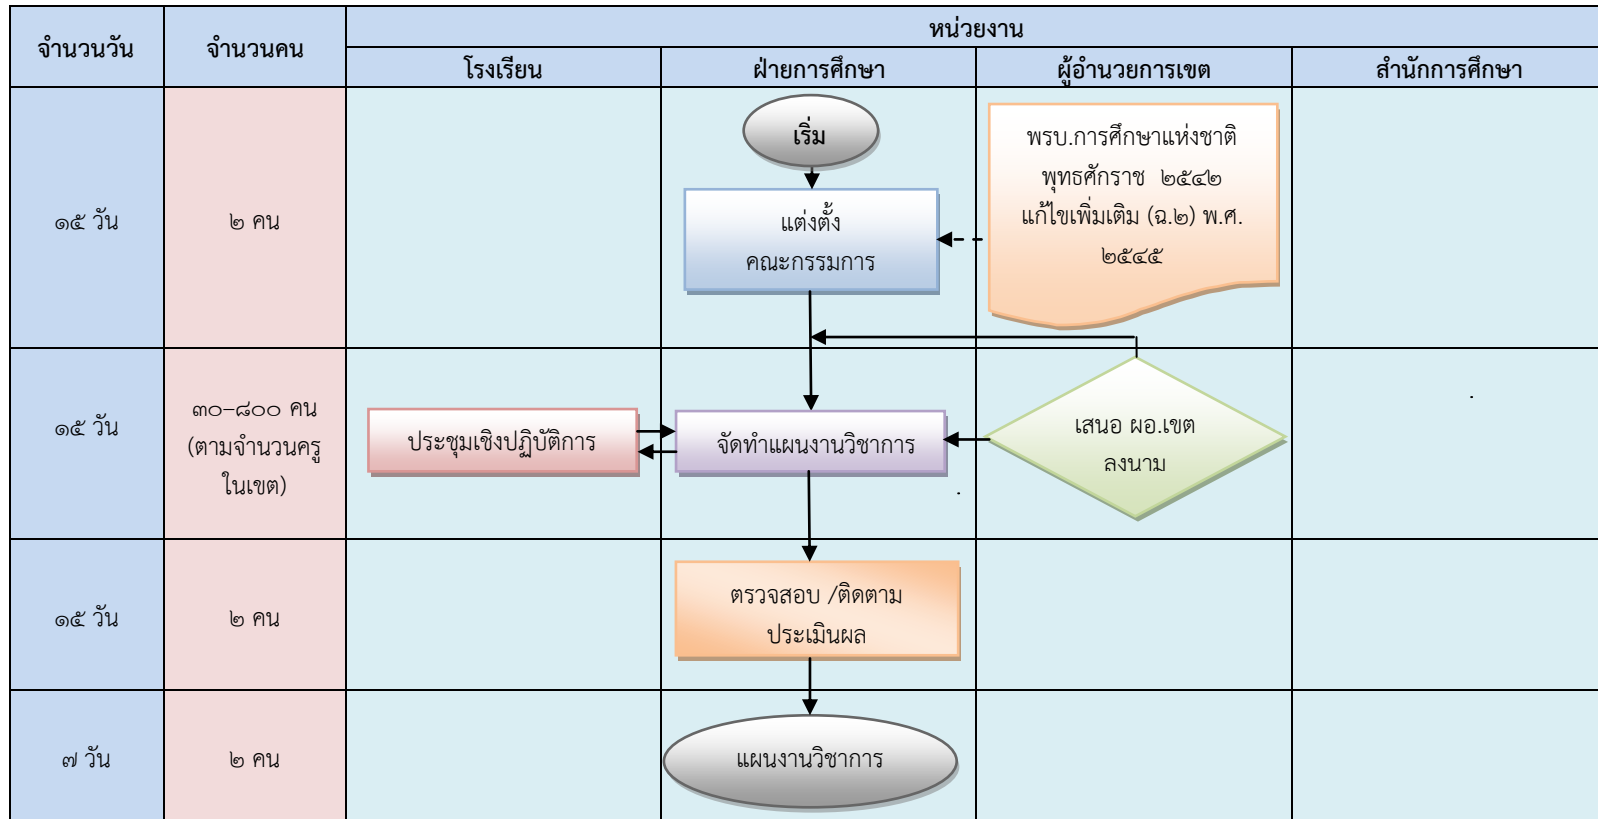 จำนวนวัน
จำนวนคน
หน่วยงาน
โรงเรียน
ฝ่ายการศึกษา
ผู้อำนวยการเขต
สำนักการศึกษา
๑๕ วัน
๒ คน
เริ่ม
แต่งตั้ง
คณะกรรมการ
พรบ.การศึกษาแห่งชาติ
พุทธศักราช ๒๕๔๒
แก้ไขเพิ่มเติม (ฉ.๒) พ.ศ.
๒๕๔๕
๑๕ วัน
๓๐–๘๐๐ คน
(ตามจำนวนครู
ในเขต)
ประชุมเชิงปฏิบัติการ
จัดทำแผนงานวิชาการ
เสนอ ผอ.เขต
ลงนาม
๑๕ วัน
๒ คน
ตรวจสอบ /ติดตาม
ประเมินผล
๗ วัน
๒ คน
แผนงานวิชาการ